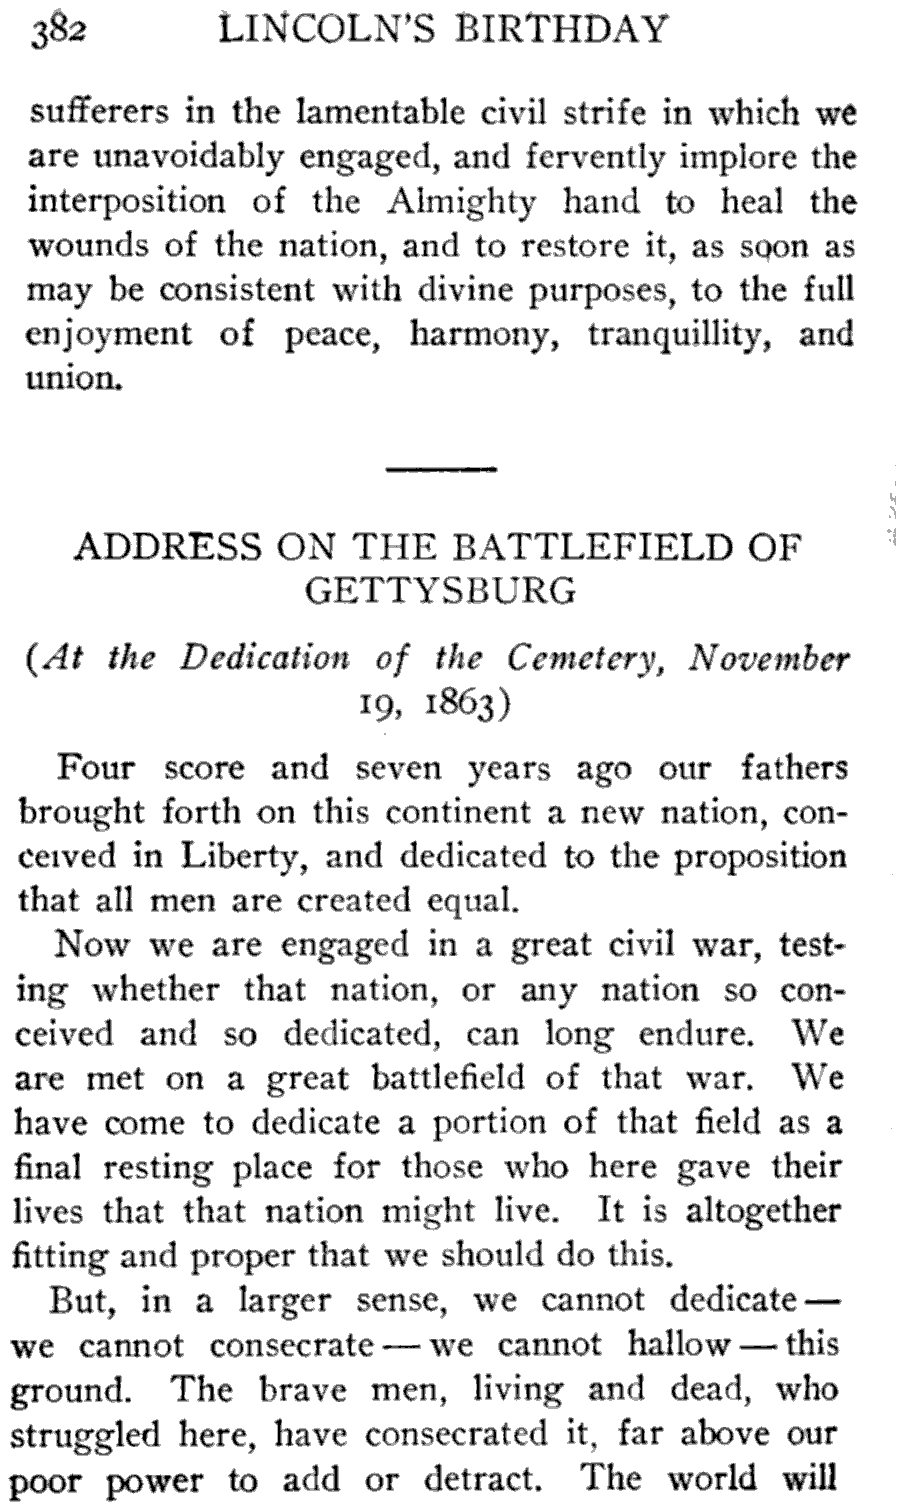 382 LINCOLN'S BIRTHDAY
sufferers in the lamentable civil strife in which we
are unavoidably engaged, and fervently implore the
interposition of the Almighty hand to heal the
wounds of the nation, and to restore it, as soon as
may be consistent with divine purposes, to the full
enjoyment of peace, harmony, tranquillity, and
union.
ADDRESS ON THE BATTLEFIELD OF
GETTYSBURG
(At the Dedication of the Cemetery, November
19, 1863)
Four score and seven years ago our fathers
brought forth on this continent a new nation, con-
ceived in Liberty, and dedicated to the proposition
that all men are created equal.
Now we are engaged in a great civil war, test-
ing whether that nation, or any nation so con-
ceived and so dedicated, can long endure. We
are met on a great battlefield of that war. We
have come to dedicate a portion of that field as a
final resting place for those who here gave their
lives that that nation might live. It is altogether
fitting and proper that we should do this.
But, in a larger sense, we cannot dedicate —
we cannot consecrate — we cannot hallow — this
ground. The brave men, living and dead, who
struggled here, have consecrated it, far above our
poor power to add or detract. The world will